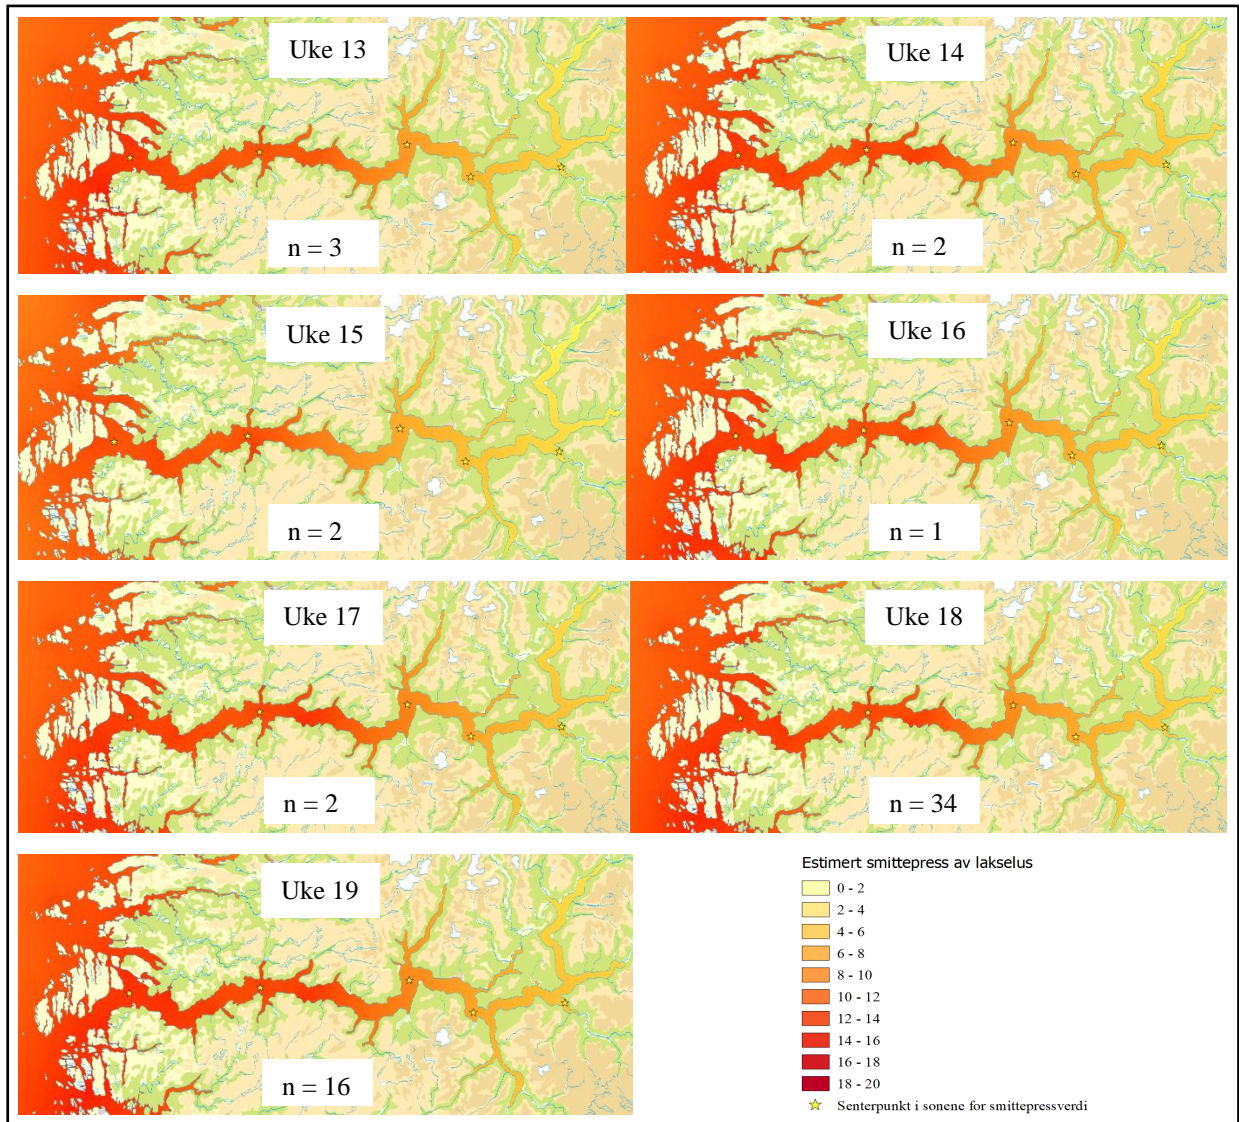 Uke 13
n = 3
Uke 14
n = 2
Uke 15
n = 2
Uke 16
n = 1
Uke 17
n = 2
Uke 18
n = 34
Uke 19
n = 16
Estimert smittepress av lakselus
0 - 2
2 - 4
4 - 6
6 - 8
8 - 10
10 - 12
12 - 14
14 - 16
16 - 18
18 - 20
Senterpunkt i sonene for smittepressverdi